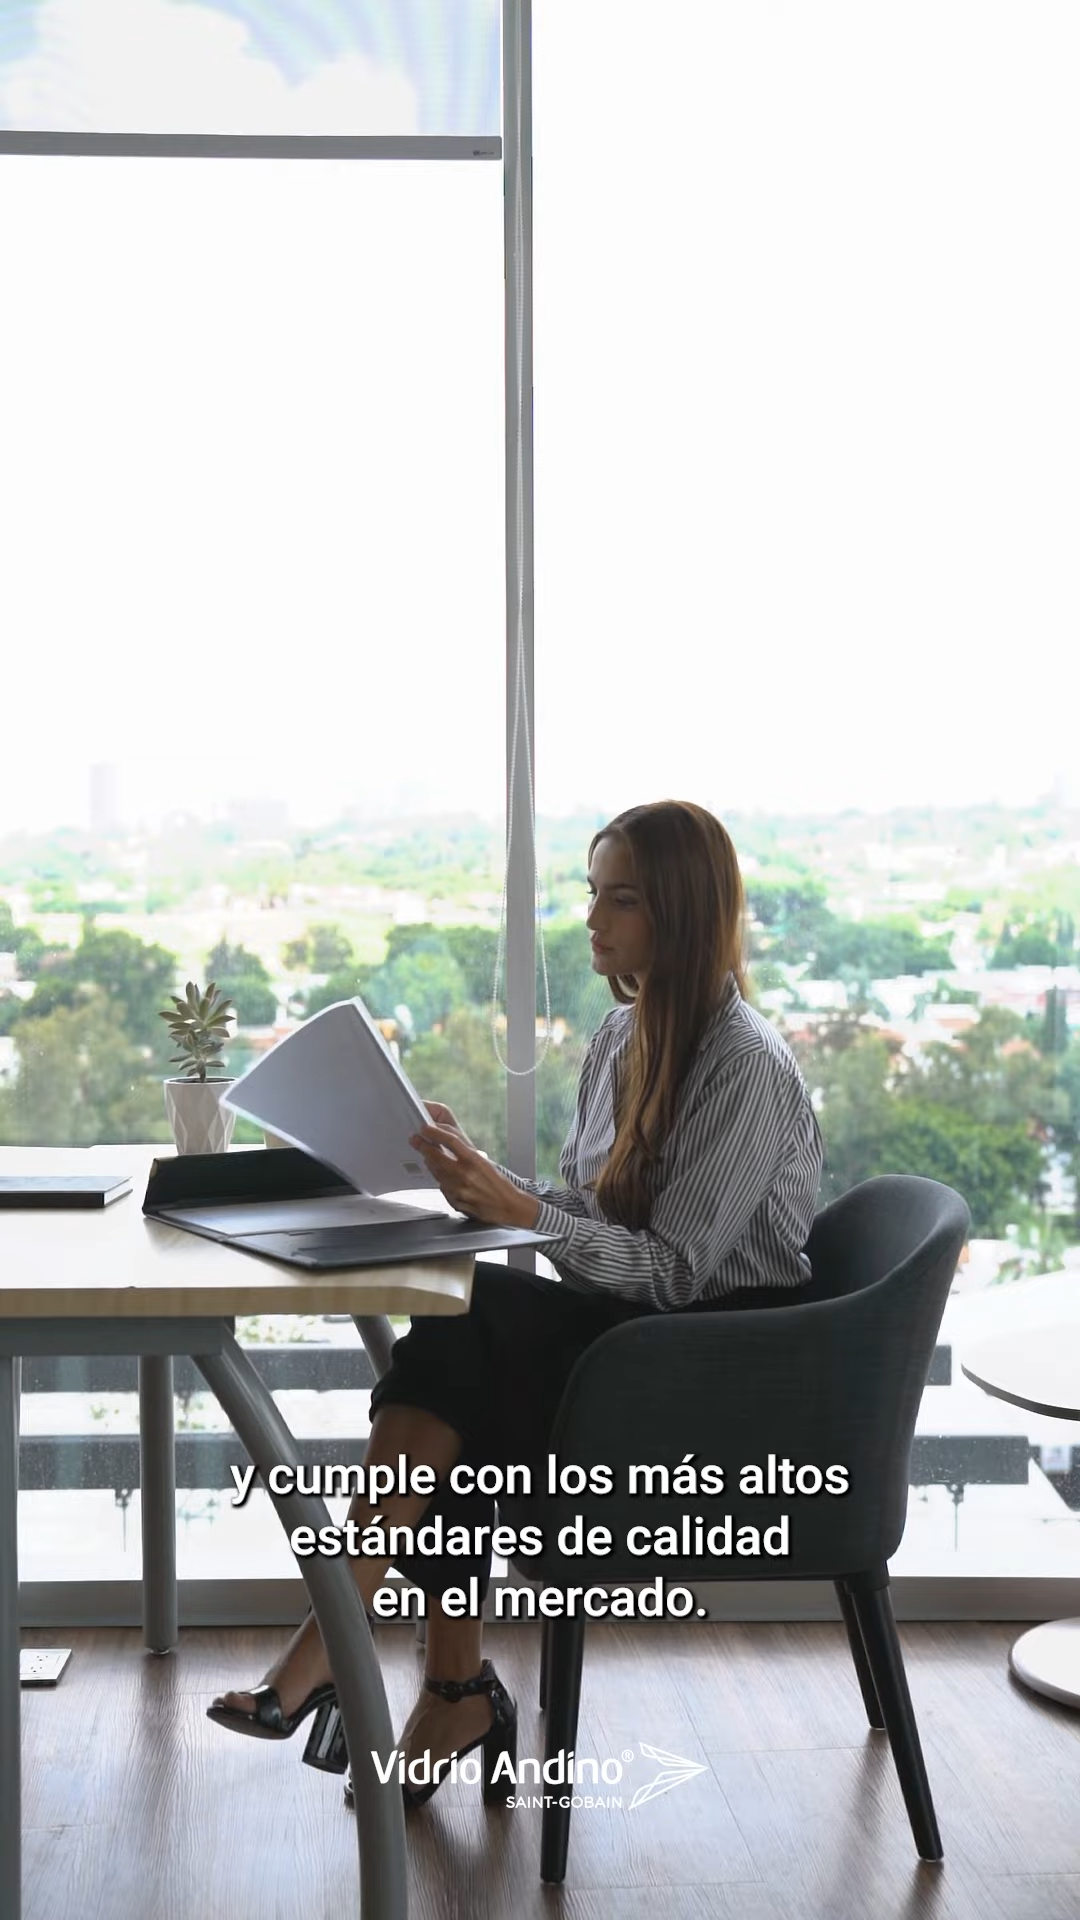 y cumple con los más altos
estándares de calidad
en el mercado.
Vidrio Andino®
SAINT-GOBAIN